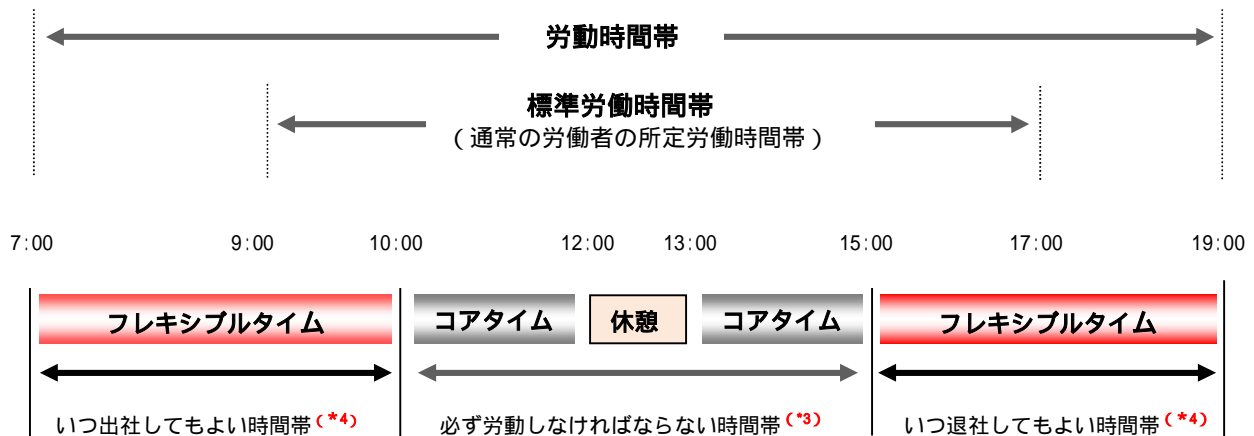 労動時間帯
標準労働時間帯
(通常の労働者の所定労働時間帯)
7:00 9:00 10:00 12:00 13:00 15:00 17:00 19:00
フレキシブルタイム コアタイム 休憩 コアタイム フレキシブルタイム
いつ出社してもよい時間帯(*4) 必ず労働しなければならない時間帯(*3) いつ退社してもよい時間帯(*4)